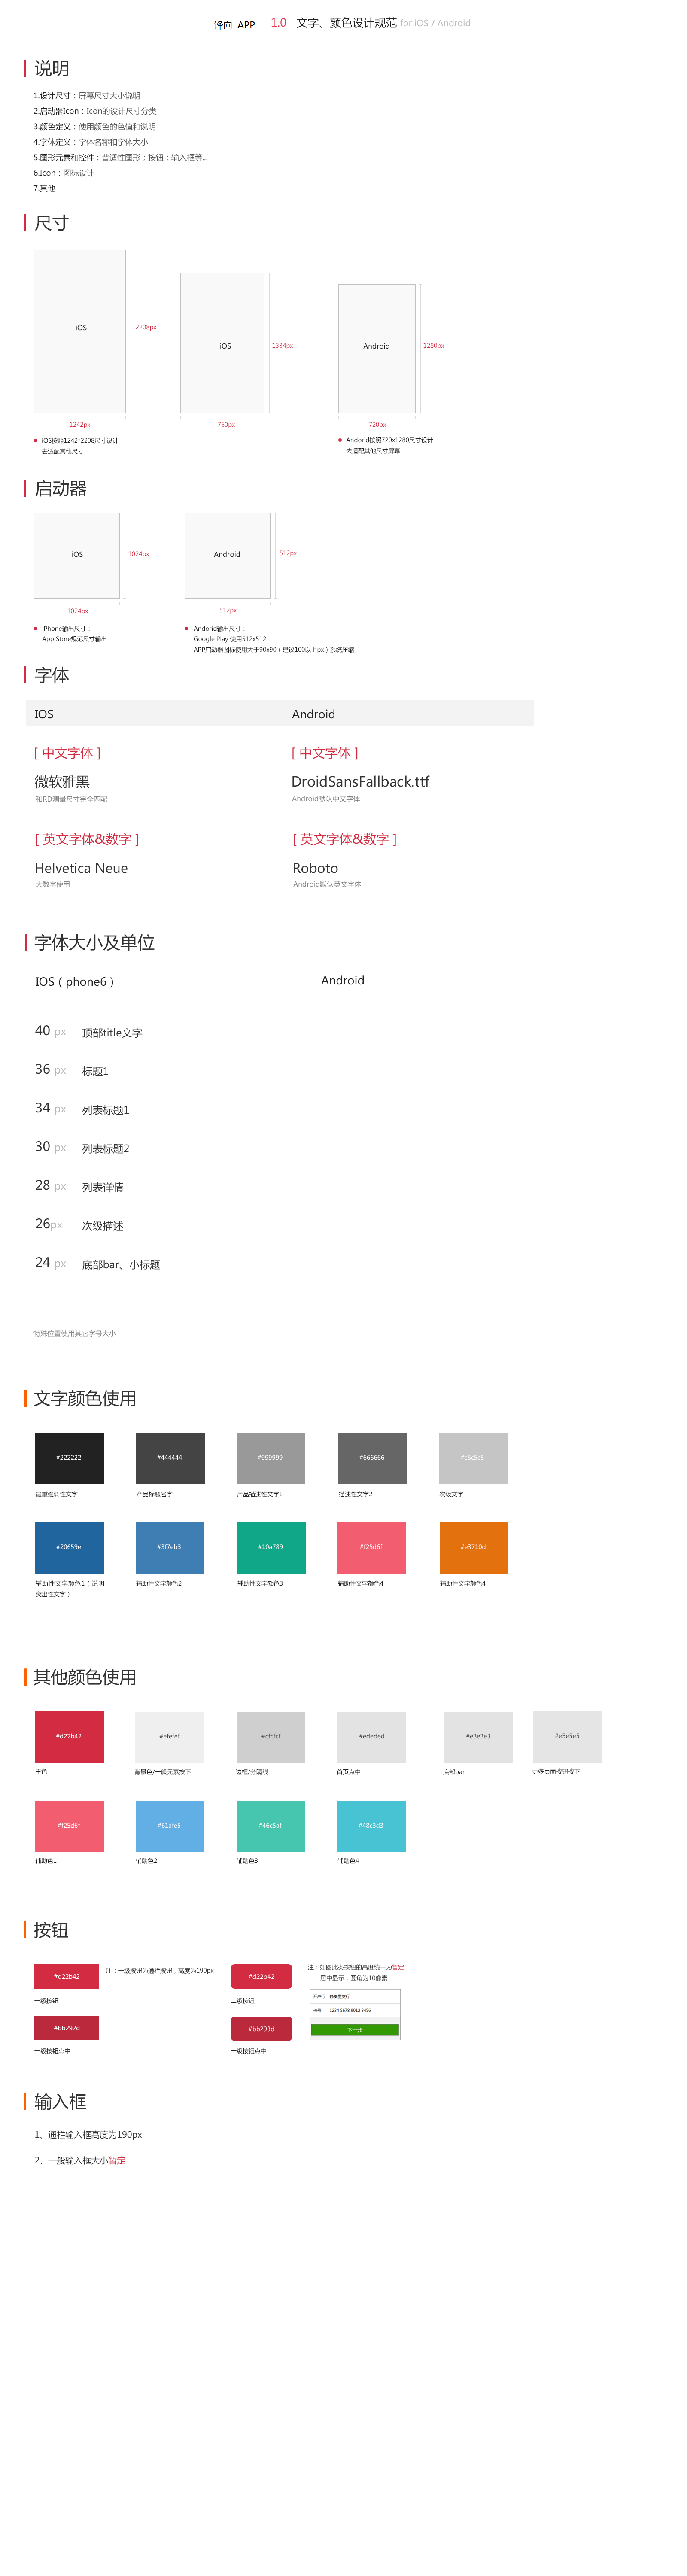 锋向 APP 1.0 文字、颜色设计规范 for iOS / Android
说明
1.设计尺寸：屏幕尺寸大小说明
2.启动器Icon：Icon的设计尺寸分类
3.颜色定义：使用颜色的色值和说明
4.字体定义：字体名称和字体大小
5.图形元素和控件：普适性图形；按钮；输入框等...
6.Icon：图标设计
7.其他
尺寸
iOS
2208px
1242px
iOS
1334px
750px
Android
1280px
720px
iOS按照1242*2208尺寸设计
去适配其他尺寸
Andorid按照720x1280尺寸设计
去适配其他尺寸屏幕
启动器
iOS
1024px
1024px
Android
512px
512px
iPhone输出尺寸：
App Store规范尺寸输出
Andorid输出尺寸：
Google Play 使用512x512
APP启动器图标使用大于90x90（建议100以上px）系统压缩
字体
IOS Android
[ 中文字体 ] [ 中文字体 ]
微软雅黑 DroidSansFallback.ttf
和RD测量尺寸完全匹配 Android默认中文字体
[ 英文字体&数字 ] [ 英文字体&数字 ]
Helvetica Neue Roboto
大数字使用 Android默认英文字体
字体大小及单位
IOS（phone6） Android
40 px 顶部title文字
36 px 标题1
34 px 列表标题1
30 px 列表标题2
28 px 列表详情
26px 次级描述
24 px 底部bar、小标题
特殊位置使用其它字号大小
文字颜色使用
#222222 #444444 #999999 #666666 #c5c5c5
最重强调性文字 产品标题名字 产品描述性文字1 描述性文字2 次级文字
#20659e #3f7eb3 #10a789 #f25d6f #e3710d
辅助性文字颜色1（说明 辅助性文字颜色2 辅助性文字颜色3 辅助性文字颜色4 辅助性文字颜色4
突出性文字）
其他颜色使用
#d22b42 #efefef #cfcfcf #ededed #e3e3e3 #e5e5e5
主色 背景色/一般元素按下 边框/分隔线 首页点中 底部bar 更多页面按钮按下
#f25d6f #61afe5 #46c5af #48c3d3
辅助色1 辅助色2 辅助色3 辅助色4
按钮
#d22b42
注：一级按钮为通栏按钮，高度为190px
一级按钮
#bb292d
一级按钮点中
#d22b42
二级按钮
#bb293d
一级按钮点中
注：如图此类按钮的高度统一为暂定
居中显示，圆角为10像素
卡号 1234 5678 9012 3456
下一步
输入框
1、通栏输入框高度为190px
2、一般输入框大小暂定